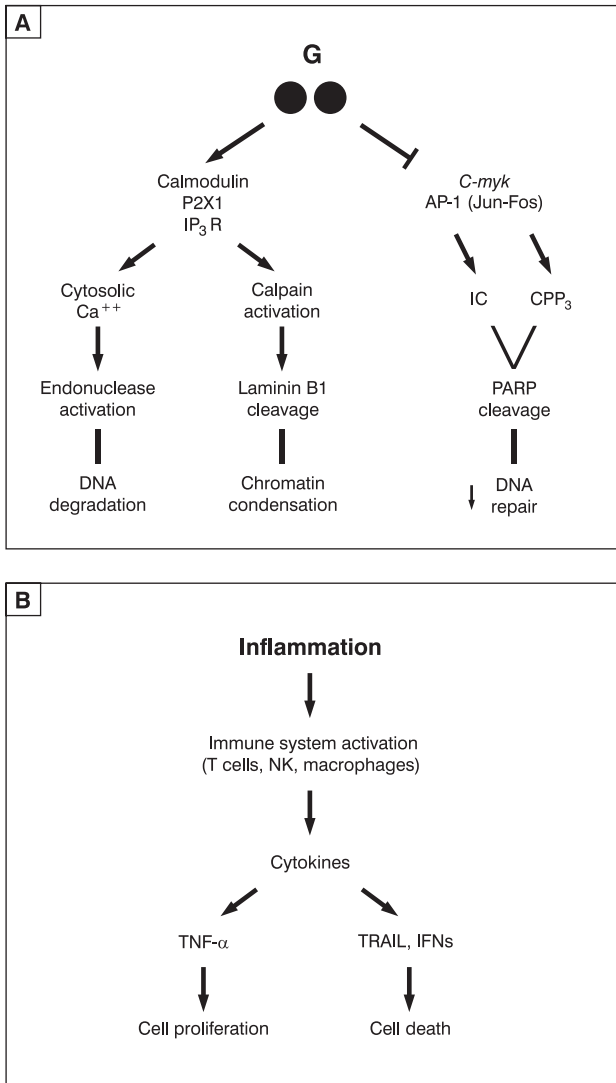 A
G
Calmodulin
P2X1
IP₃ R
C-myk
AP-1 (Jun-Fos)
Cytosolic
Ca⁺⁺
Calpain
activation
IC
CPP₃
Endonuclease
activation
Laminin B1
cleavage
PARP
cleavage
DNA
degradation
Chromatin
condensation
DNA
repair
B
Inflammation
Immune system activation
(T cells, NK, macrophages)
Cytokines
TNF-α
TRAIL, IFNs
Cell proliferation
Cell death